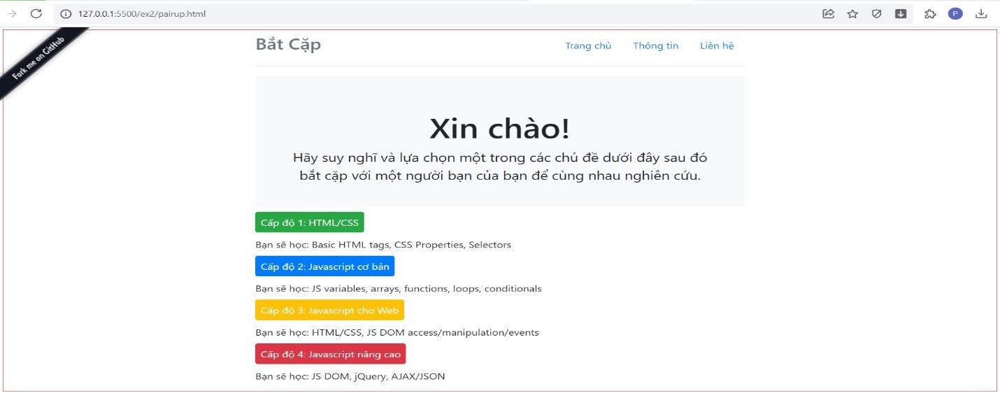 127.0.0.1:5500/ex2/pairup.html
P
Fork me on GitHub
Bắt Cặp
Trang chủ Thông tin Liên hệ
Xin chào!
Hãy suy nghĩ và lựa chọn một trong các chủ đề dưới đây sau đó
bắt cặp với một người bạn của bạn để cùng nhau nghiên cứu.
Cấp độ 1: HTML/CSS
Bạn sẽ học: Basic HTML tags, CSS Properties, Selectors
Cấp độ 2: Javascript cơ bản
Bạn sẽ học: JS variables, arrays, functions, loops, conditionals
Cấp độ 3: Javascript cho Web
Bạn sẽ học: HTML/CSS, JS DOM access/manipulation/events
Cấp độ 4: Javascript nâng cao
Bạn sẽ học: JS DOM, jQuery, AJAX/JSON